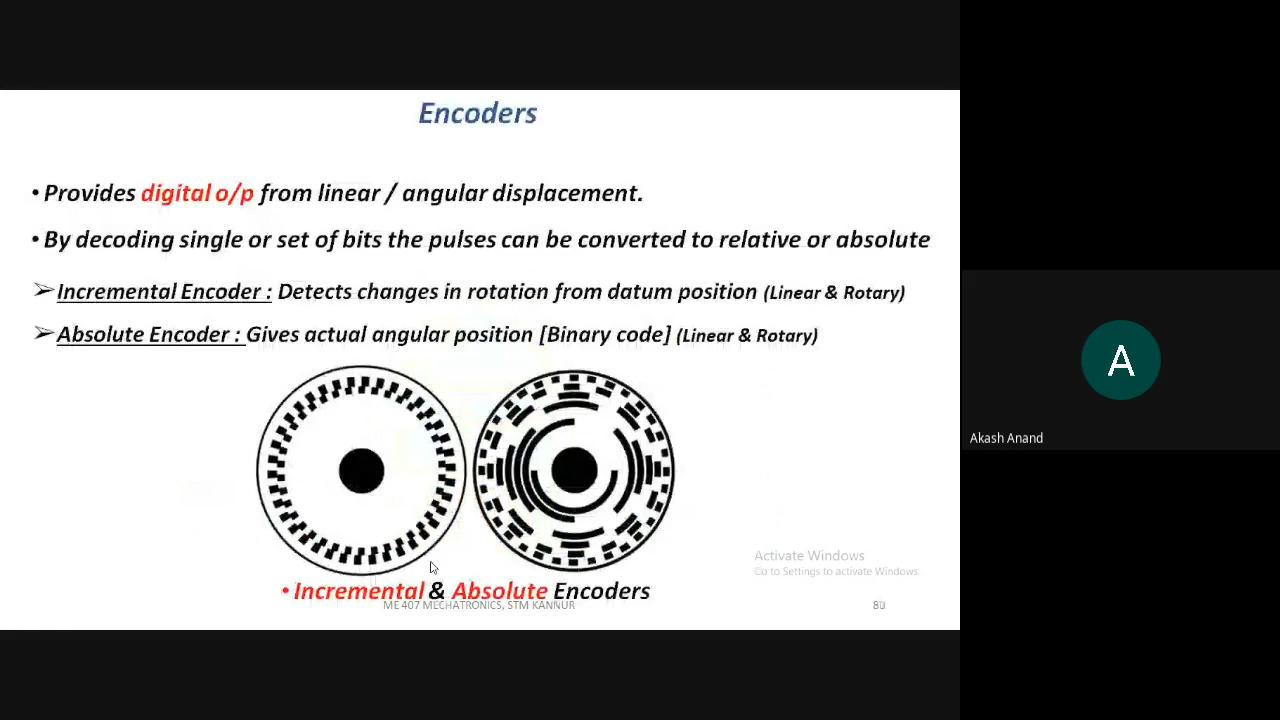 Encoders
• Provides digital o/p from linear / angular displacement.
• By decoding single or set of bits the pulses can be converted to relative or absolute
➢Incremental Encoder : Detects changes in rotation from datum position (Linear & Rotary)
➢Absolute Encoder : Gives actual angular position [Binary code] (Linear & Rotary)
• Incremental & Absolute Encoders
ME 407 MECHATRONICS, STM KANNUR
80
Activate Windows
Go to Settings to activate Windows.
A
Akash Anand